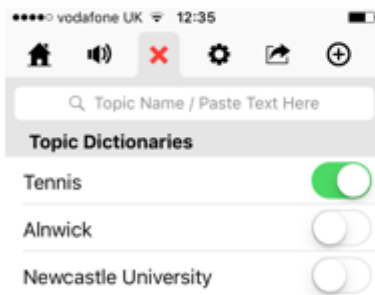 vodafone UK 12:35
Topic Name / Paste Text Here
Topic Dictionaries
Tennis
Alnwick
Newcastle University